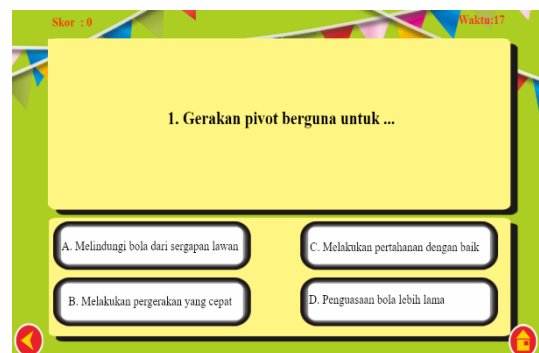 Skor : 0
Waktu:17
1. Gerakan pivot berguna untuk ...
A. Melindungi bola dari sergapan lawan
C. Melakukan pertahanan dengan baik
B. Melakukan pergerakan yang cepat
D. Penguasaan bola lebih lama